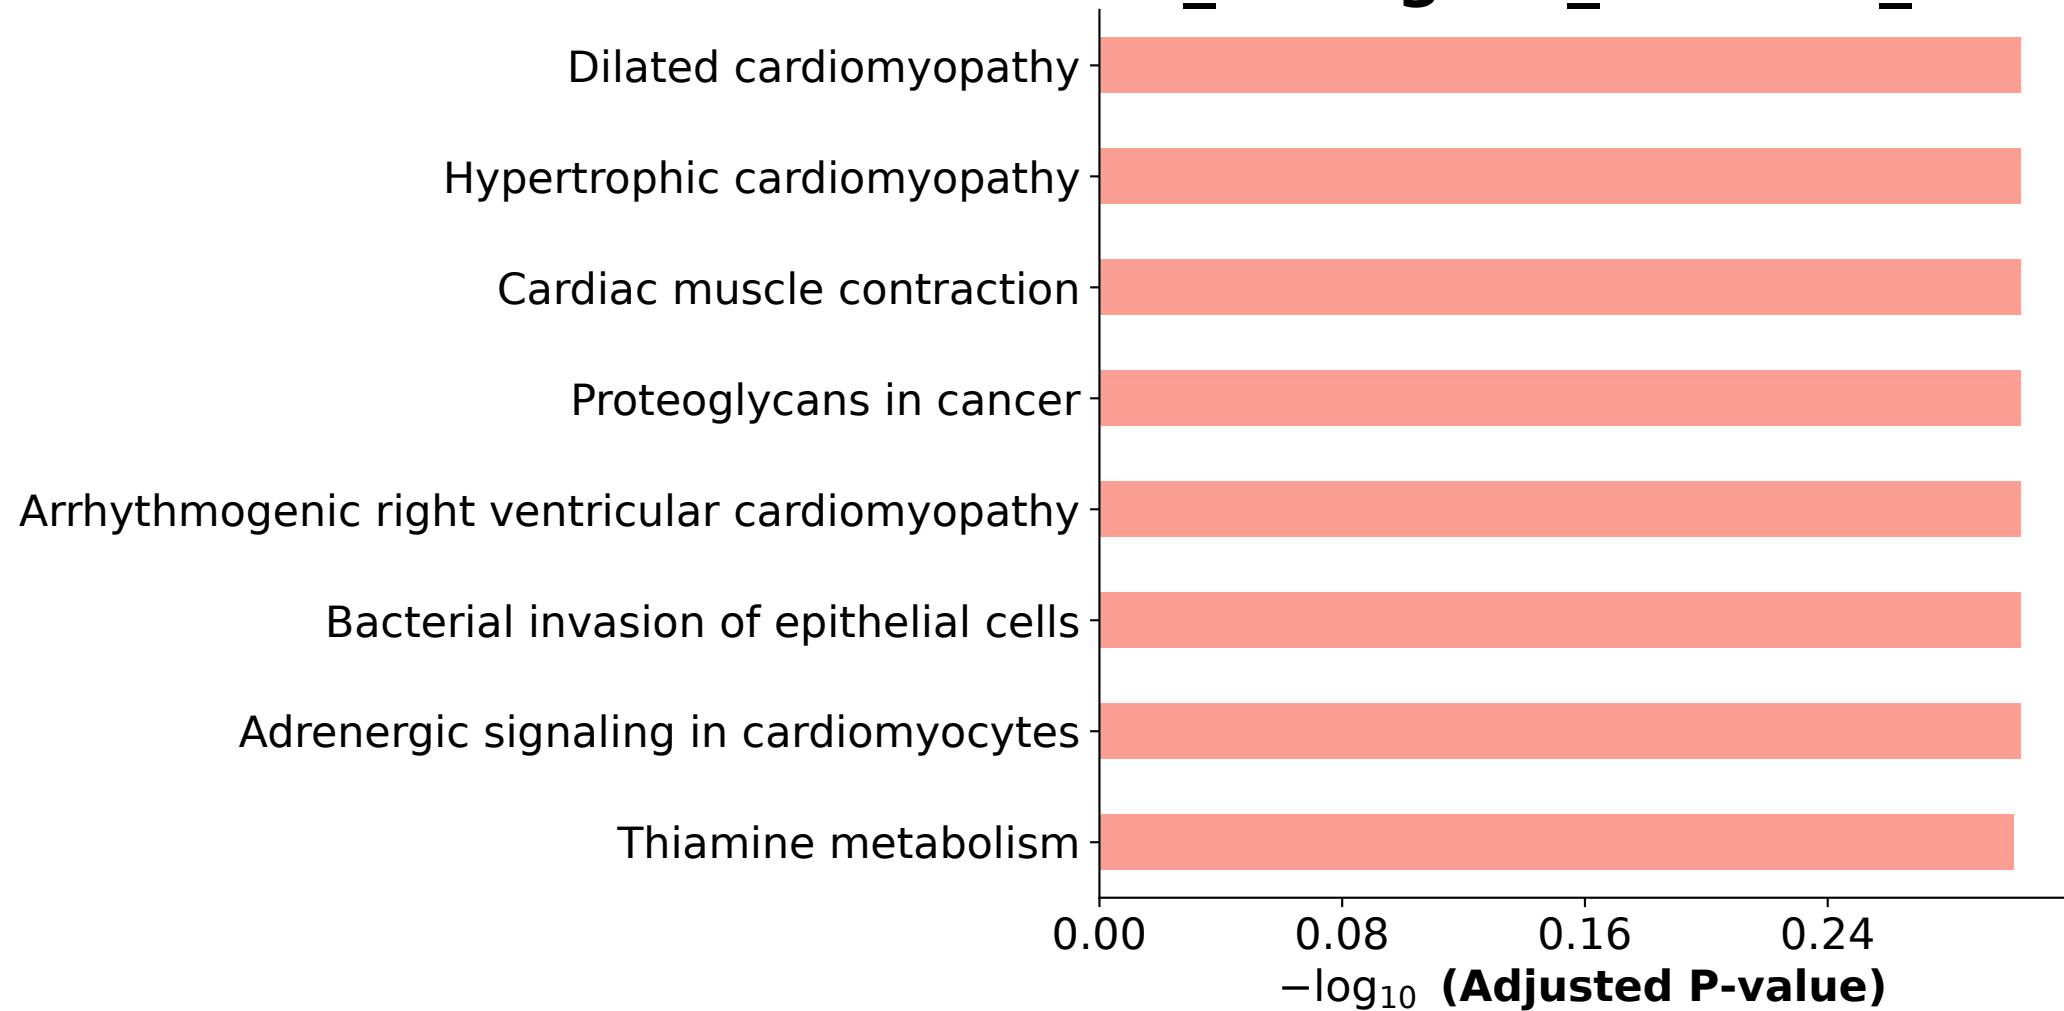 Dilated cardiomyopathy
Hypertrophic cardiomyopathy
Cardiac muscle contraction
Proteoglycans in cancer
Arrhythmogenic right ventricular cardiomyopathy
Bacterial invasion of epithelial cells
Adrenergic signaling in cardiomyocytes
Thiamine metabolism
0.00 0.08 0.16 0.24
−log₁₀ (Adjusted P-value)